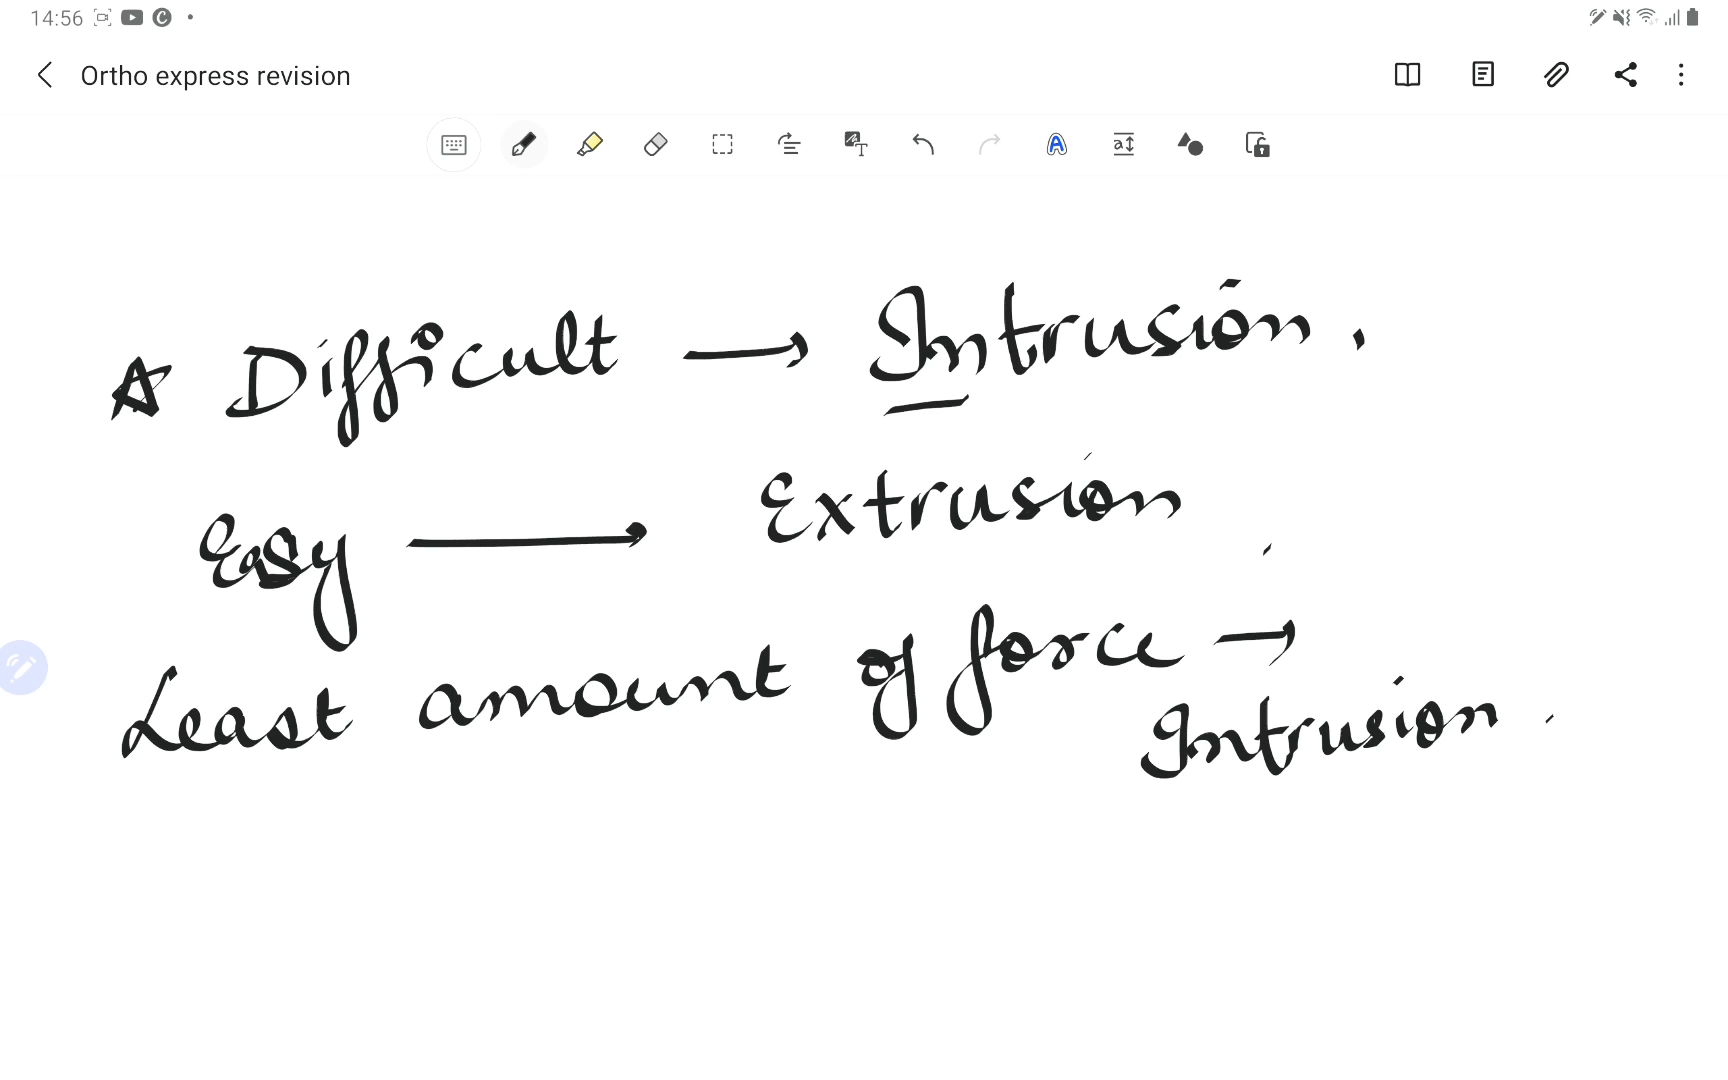 14:56
Ortho express revision
Difficult → Intrusion.
Easy → Extrusion
Least amount of force →
Intrusion.